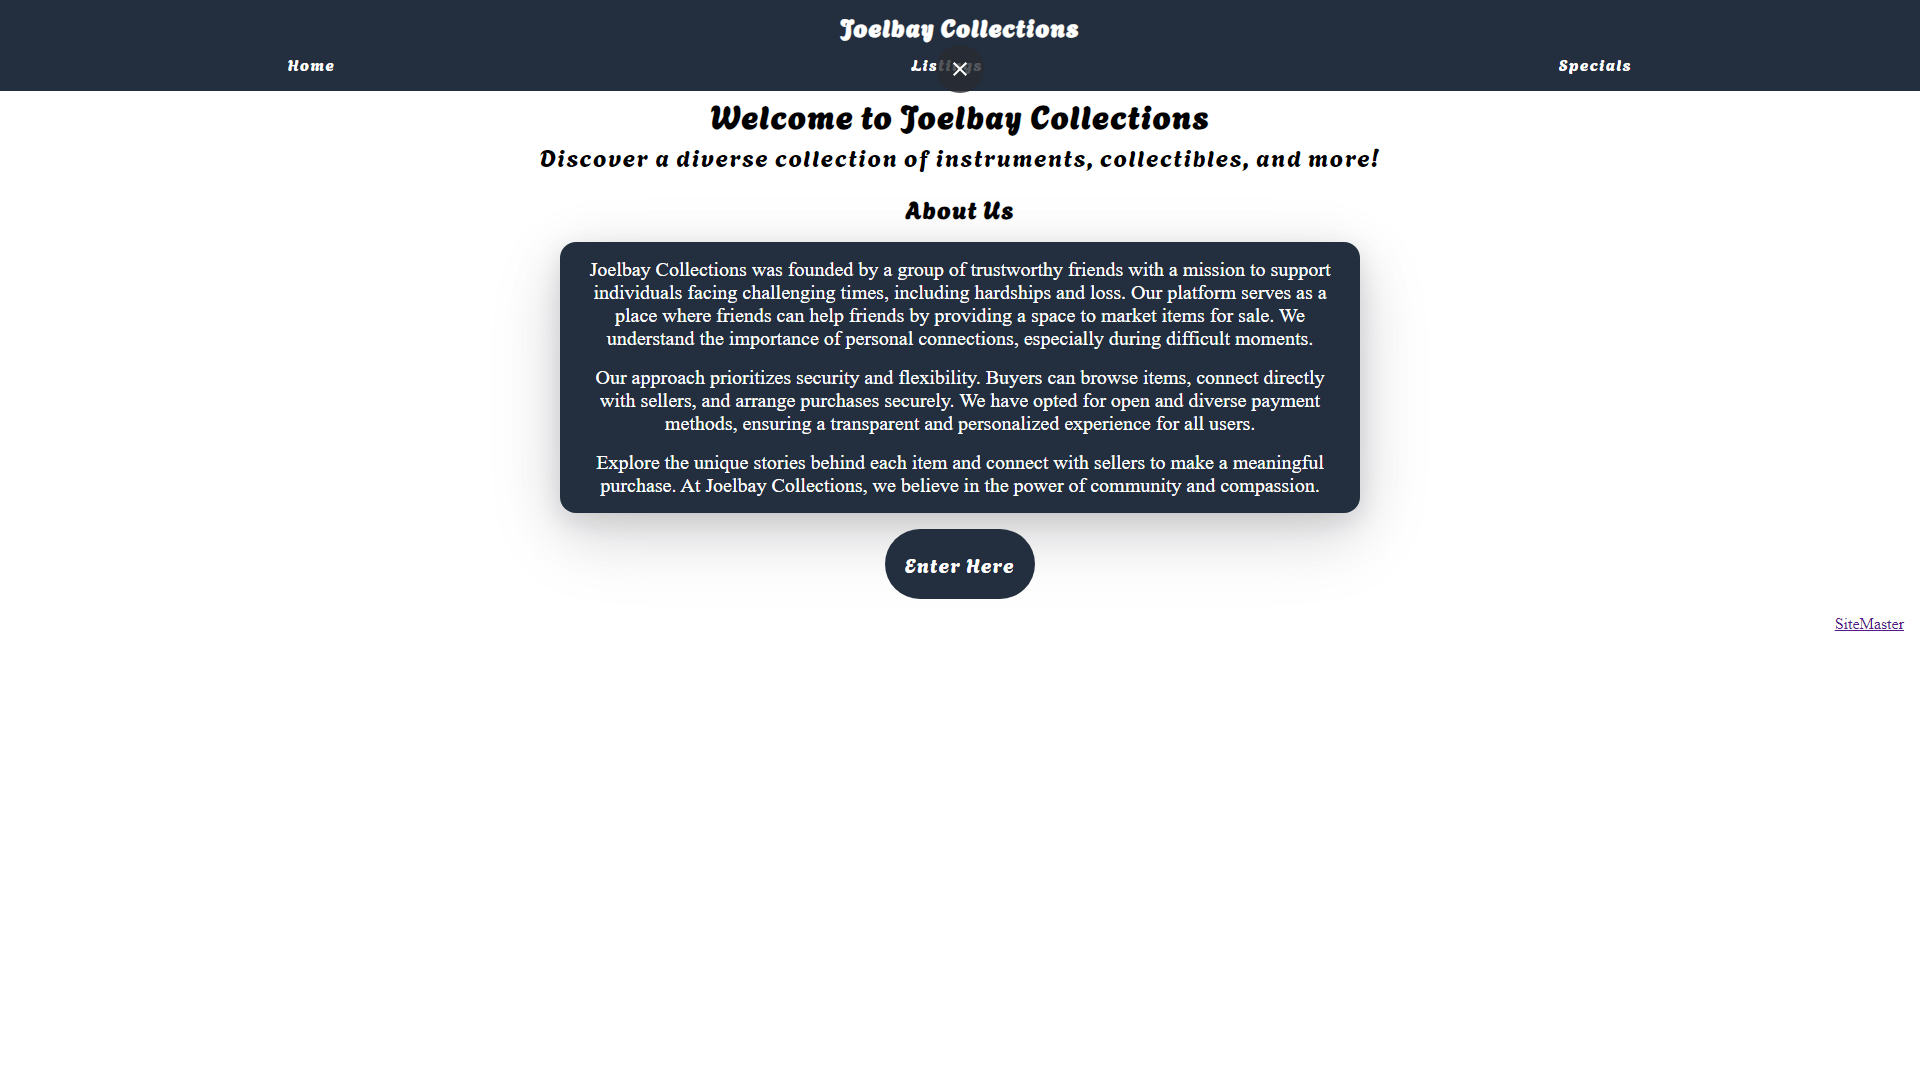 Joelbay Collections
Home Listings Specials
Welcome to Joelbay Collections
Discover a diverse collection of instruments, collectibles, and more!
About Us
Joelbay Collections was founded by a group of trustworthy friends with a mission to support
individuals facing challenging times, including hardships and loss. Our platform serves as a
place where friends can help friends by providing a space to market items for sale. We
understand the importance of personal connections, especially during difficult moments.
Our approach prioritizes security and flexibility. Buyers can browse items, connect directly
with sellers, and arrange purchases securely. We have opted for open and diverse payment
methods, ensuring a transparent and personalized experience for all users.
Explore the unique stories behind each item and connect with sellers to make a meaningful
purchase. At Joelbay Collections, we believe in the power of community and compassion.
Enter Here
SiteMaster